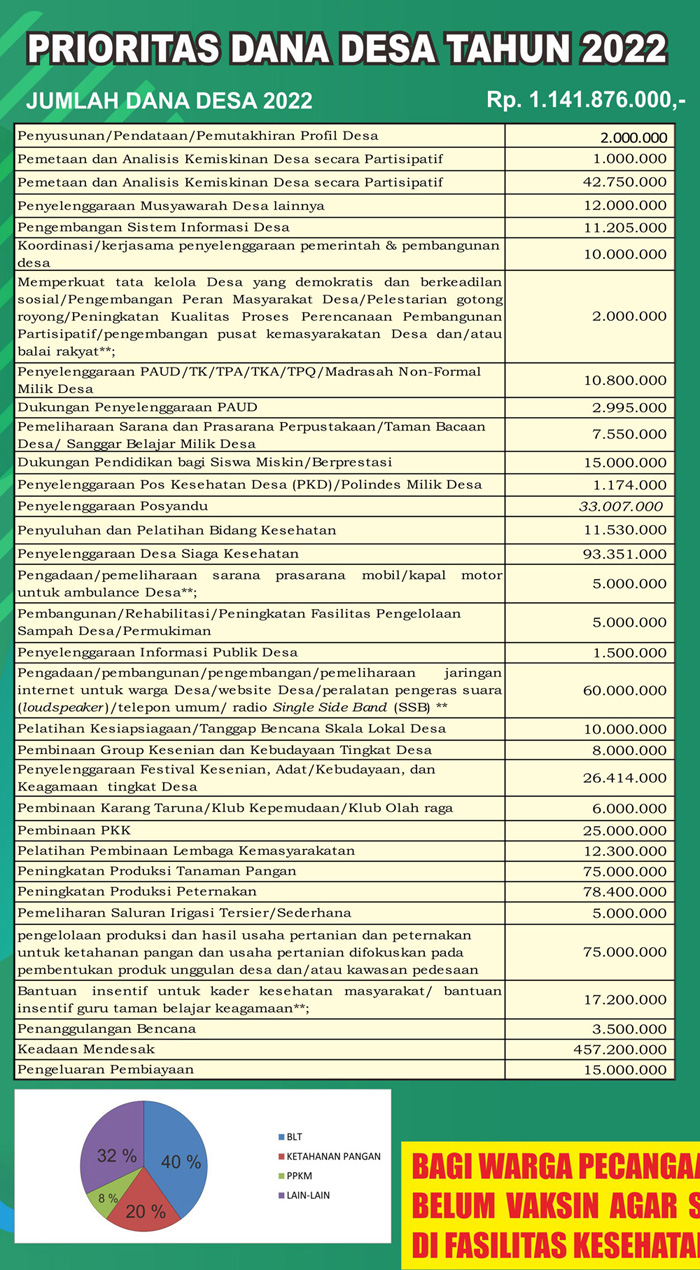 PRIORITAS DANA DESA TAHUN 2022
JUMLAH DANA DESA 2022 Rp. 1.141.876.000,-
Penyusunan/Pendataan/Pemutakhiran Profil Desa 2.000.000
Pemetaan dan Analisis Kemiskinan Desa secara Partisipatif 1.000.000
Pemetaan dan Analisis Kemiskinan Desa secara Partisipatif 42.750.000
Penyelenggaraan Musyawarah Desa lainnya 12.000.000
Pengembangan Sistem Informasi Desa 11.205.000
Koordinasi/kerjasama penyelenggaraan pemerintah & pembangunan
desa 10.000.000
Memperkuat tata kelola Desa yang demokratis dan berkeadilan
sosial/Pengembangan Peran Masyarakat Desa/Pelestarian gotong
royong/Peningkatan Kualitas Proses Perencanaan Pembangunan
Partisipatif/pengembangan pusat kemasyarakatan Desa dan/atau
balai rakyat**; 2.000.000
Penyelenggaraan PAUD/TK/TPA/TKA/TPQ/Madrasah Non-Formal
Milik Desa 10.800.000
Dukungan Penyelenggaraan PAUD 2.995.000
Pemeliharaan Sarana dan Prasarana Perpustakaan/Taman Bacaan
Desa/ Sanggar Belajar Milik Desa 7.550.000
Dukungan Pendidikan bagi Siswa Miskin/Berprestasi 15.000.000
Penyelenggaraan Pos Kesehatan Desa (PKD)/Polindes Milik Desa 1.174.000
Penyelenggaraan Posyandu 33.007.000
Penyuluhan dan Pelatihan Bidang Kesehatan 11.530.000
Penyelenggaraan Desa Siaga Kesehatan 93.351.000
Pengadaan/pemeliharaan sarana prasarana mobil/kapal motor
untuk ambulance Desa**; 5.000.000
Pembangunan/Rehabilitasi/Peningkatan Fasilitas Pengelolaan
Sampah Desa/Permukiman 5.000.000
Penyelenggaraan Informasi Publik Desa 1.500.000
Pengadaan/pembangunan/pengembangan/pemeliharaan jaringan
internet untuk warga Desa/website Desa/peralatan pengeras suara
(loudspeaker)/telepon umum/ radio Single Side Band (SSB) ** 60.000.000
Pelatihan Kesiapsiagaan/Tanggap Bencana Skala Lokal Desa 10.000.000
Pembinaan Group Kesenian dan Kebudayaan Tingkat Desa 8.000.000
Penyelenggaraan Festival Kesenian, Adat/Kebudayaan, dan
Keagamaan tingkat Desa 26.414.000
Pembinaan Karang Taruna/Klub Kepemudaan/Klub Olah raga 6.000.000
Pembinaan PKK 25.000.000
Pelatihan Pembinaan Lembaga Kemasyarakatan 12.300.000
Peningkatan Produksi Tanaman Pangan 75.000.000
Peningkatan Produksi Peternakan 78.400.000
Pemeliharan Saluran Irigasi Tersier/Sederhana 5.000.000
pengelolaan produksi dan hasil usaha pertanian dan peternakan
untuk ketahanan pangan dan usaha pertanian difokuskan pada
pembentukan produk unggulan desa dan/atau kawasan pedesaan 75.000.000
Bantuan insentif untuk kader kesehatan masyarakat/ bantuan
insentif guru taman belajar keagamaan**; 17.200.000
Penanggulangan Bencana 3.500.000
Keadaan Mendesak 457.200.000
Pengeluaran Pembiayaan 15.000.000
32 %
40 %
8 %
20 %
BLT
KETAHANAN PANGAN
PPKM
LAIN-LAIN
BAGI WARGA PECANGAA
BELUM VAKSIN AGAR S
DI FASILITAS KESEHATA